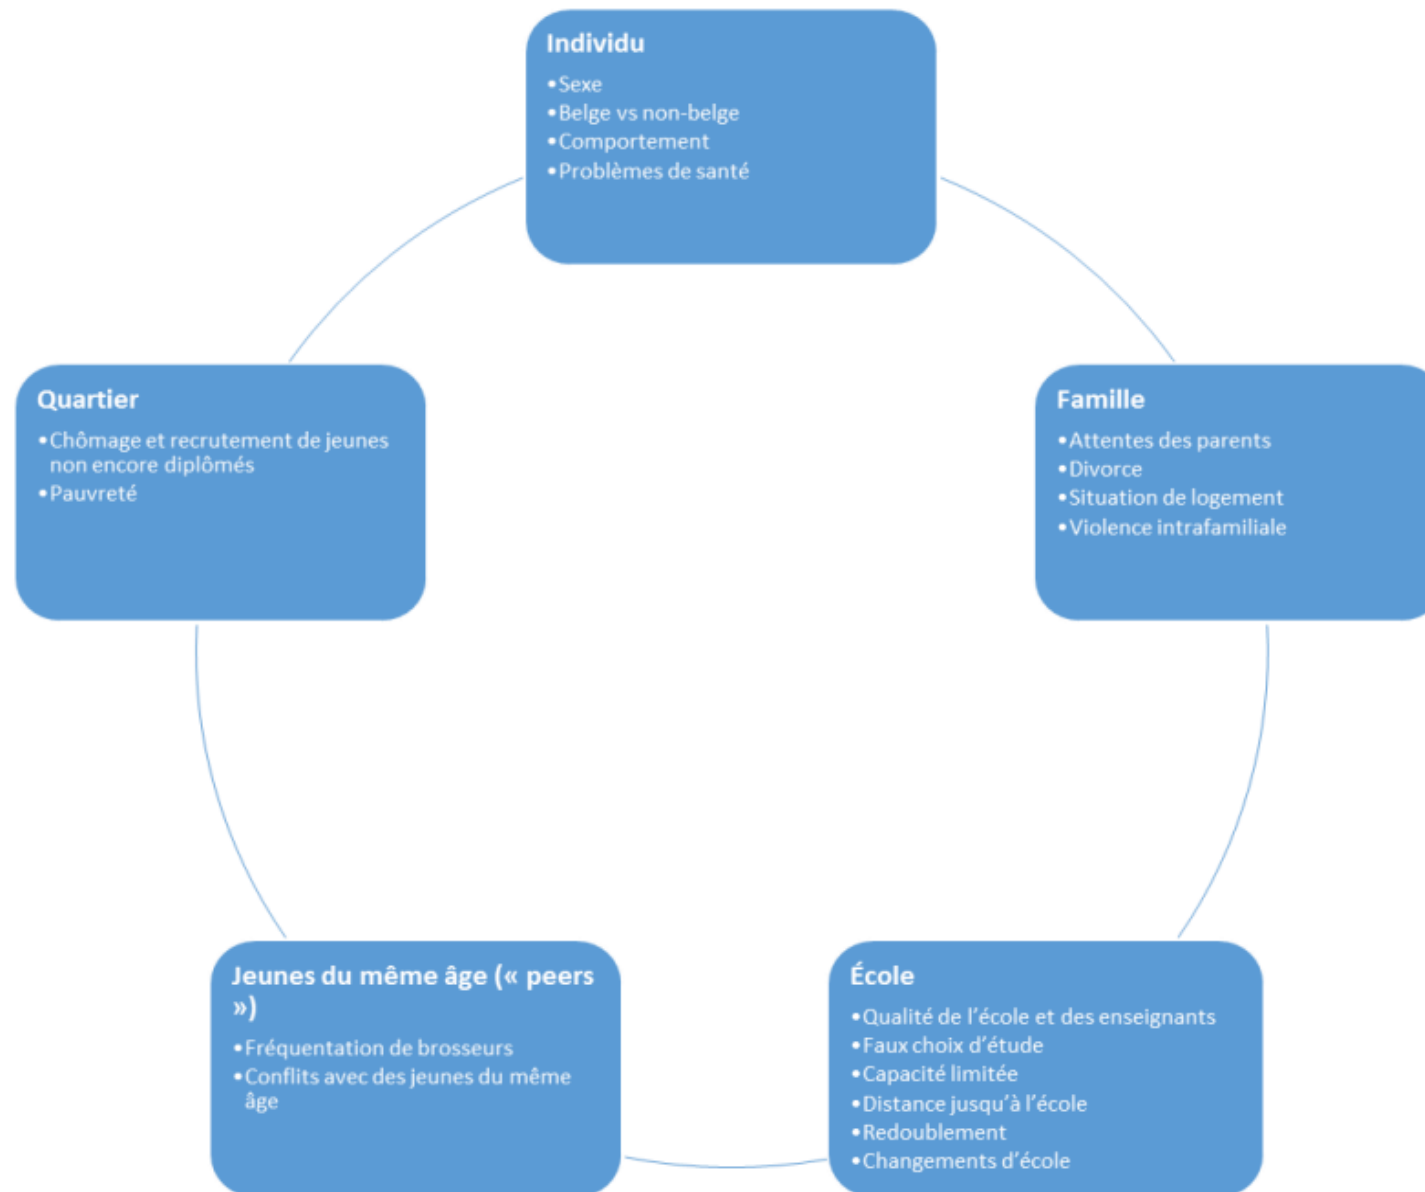 Individu
•Sexe
•Belge vs non-belge
•Comportement
•Problèmes de santé
Famille
•Attentes des parents
•Divorce
•Situation de logement
•Violence intrafamiliale
École
•Qualité de l'école et des enseignants
•Faux choix d'étude
•Capacité limitée
•Distance jusqu'à l'école
•Redoublement
•Changements d'école
Jeunes du même âge (« peers
»)
•Fréquentation de brosseurs
•Conflits avec des jeunes du même
âge
Quartier
•Chômage et recrutement de jeunes
non encore diplômés
•Pauvreté